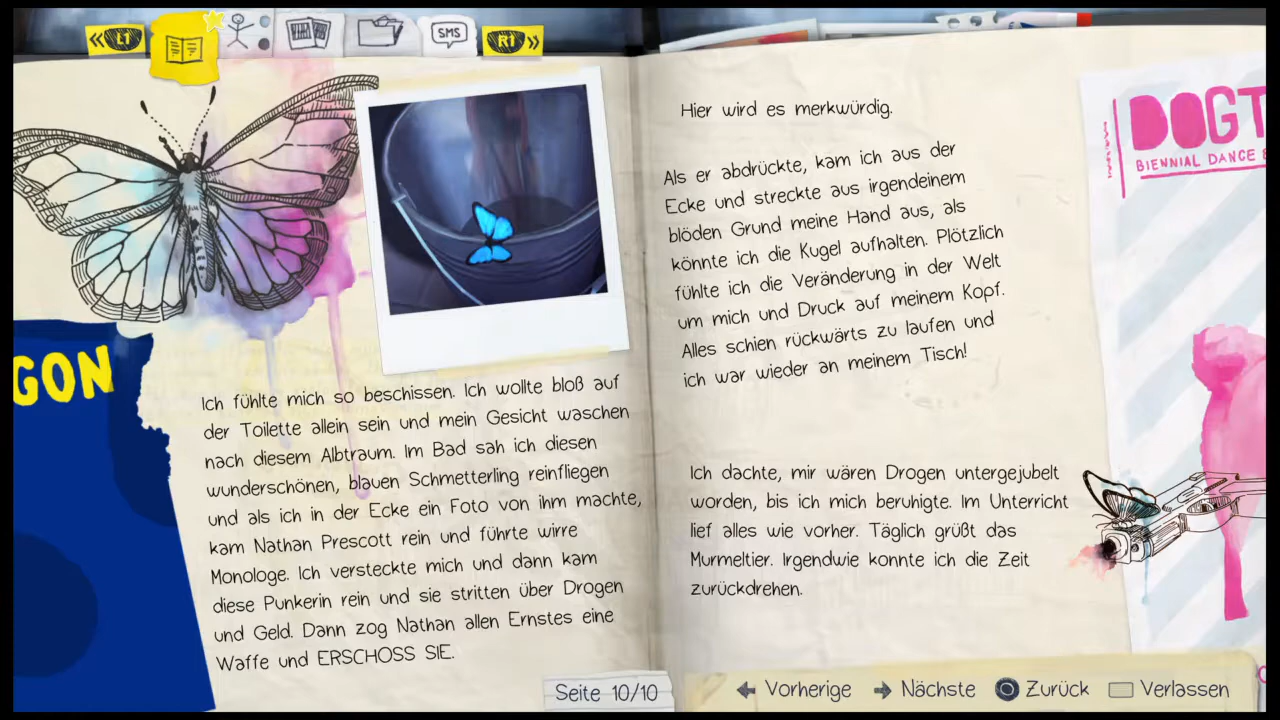 L1
SMS
R1
GON
Ich fühlte mich so beschissen. Ich wollte bloß auf
der Toilette allein sein und mein Gesicht waschen
nach diesem Albtraum. Im Bad sah ich diesen
wunderschönen, blauen Schmetterling reinfliegen
und als ich in der Ecke ein Foto von ihm machte,
kam Nathan Prescott rein und führte wirre
Monologe. Ich versteckte mich und dann kam
diese Punkerin rein und sie stritten über Drogen
und Geld. Dann zog Nathan allen Ernstes eine
Waffe und ERSCHOSS SIE.
Hier wird es merkwürdig.
Als er abdrückte, kam ich aus der
Ecke und streckte aus irgendeinem
blöden Grund meine Hand aus, als
könnte ich die Kugel aufhalten. Plötzlich
fühlte ich die Veränderung in der Welt
um mich und Druck auf meinem Kopf.
Alles schien rückwärts zu laufen und
ich war wieder an meinem Tisch!
Ich dachte, mir wären Drogen untergejubelt
worden, bis ich mich beruhigte. Im Unterricht
lief alles wie vorher. Täglich grüßt das
Murmeltier. Irgendwie konnte ich die Zeit
zurückdrehen.
DOGT
BIENNIAL DANCE
Seite 10/10
Vorherige
Nächste
Zurück
Verlassen